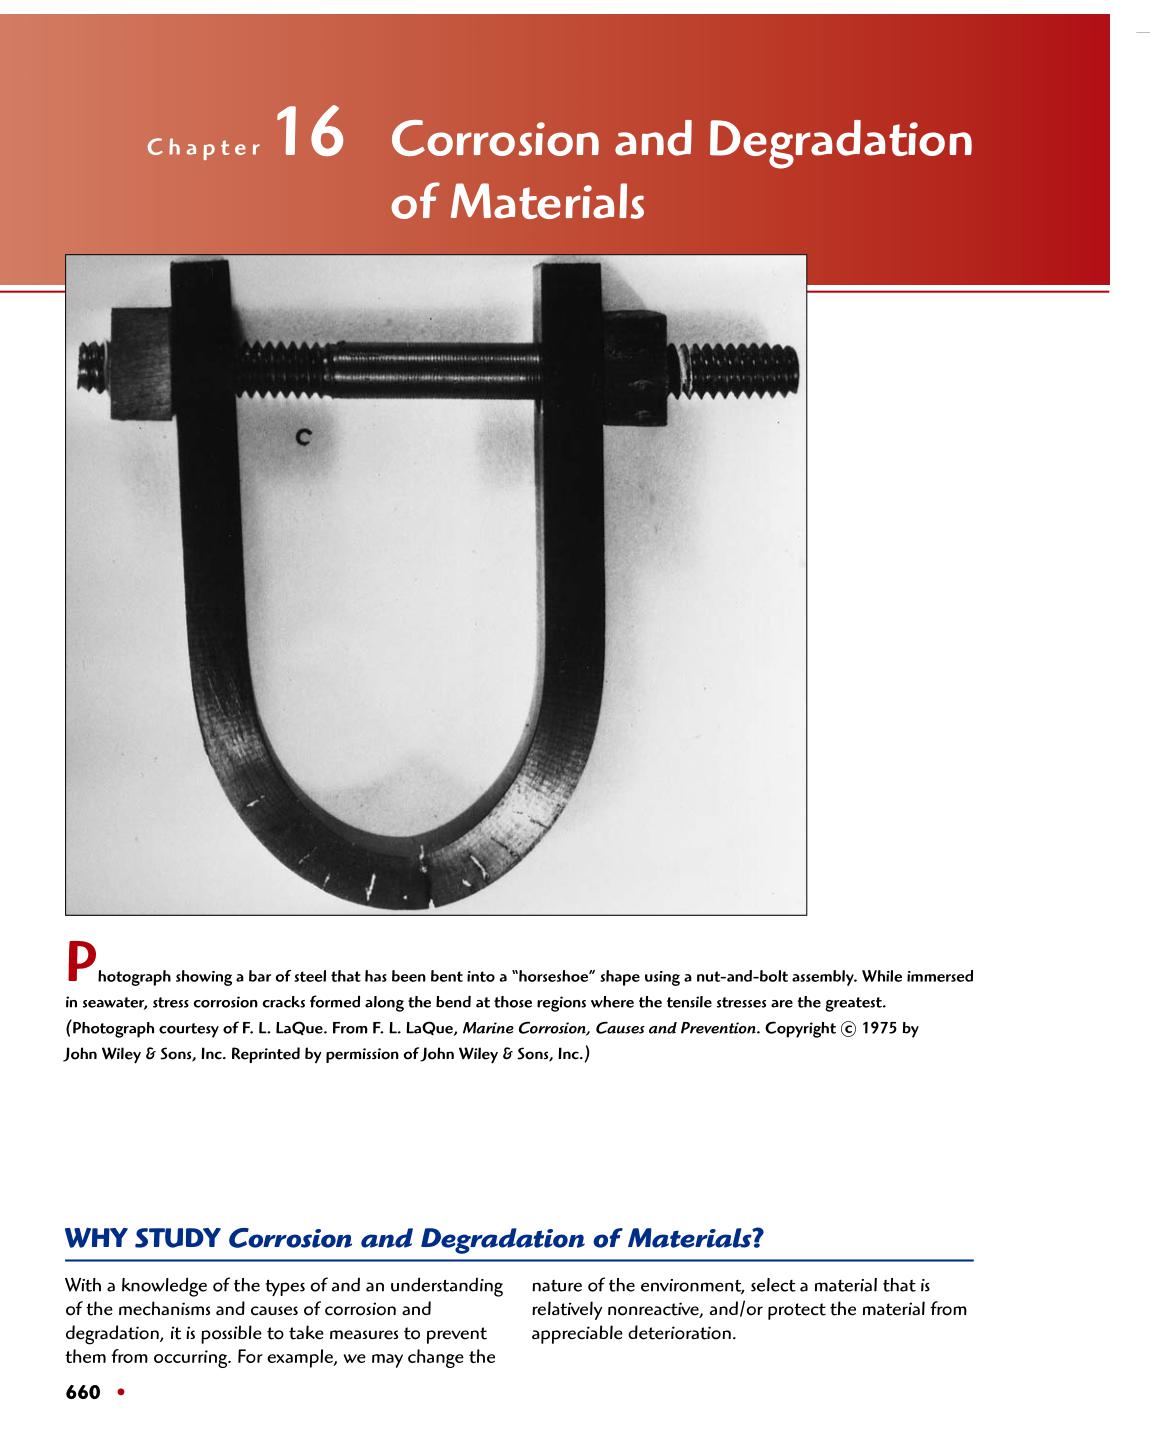 Chapter 16 Corrosion and Degradation
of Materials
C
Photograph showing a bar of steel that has been bent into a “horseshoe” shape using a nut-and-bolt assembly. While immersed
in seawater, stress corrosion cracks formed along the bend at those regions where the tensile stresses are the greatest.
(Photograph courtesy of F. L. LaQue. From F. L. LaQue, Marine Corrosion, Causes and Prevention. Copyright © 1975 by
John Wiley & Sons, Inc. Reprinted by permission of John Wiley & Sons, Inc.)
WHY STUDY Corrosion and Degradation of Materials?
With a knowledge of the types of and an understanding
of the mechanisms and causes of corrosion and
degradation, it is possible to take measures to prevent
them from occurring. For example, we may change the
nature of the environment, select a material that is
relatively nonreactive, and/or protect the material from
appreciable deterioration.
660 •